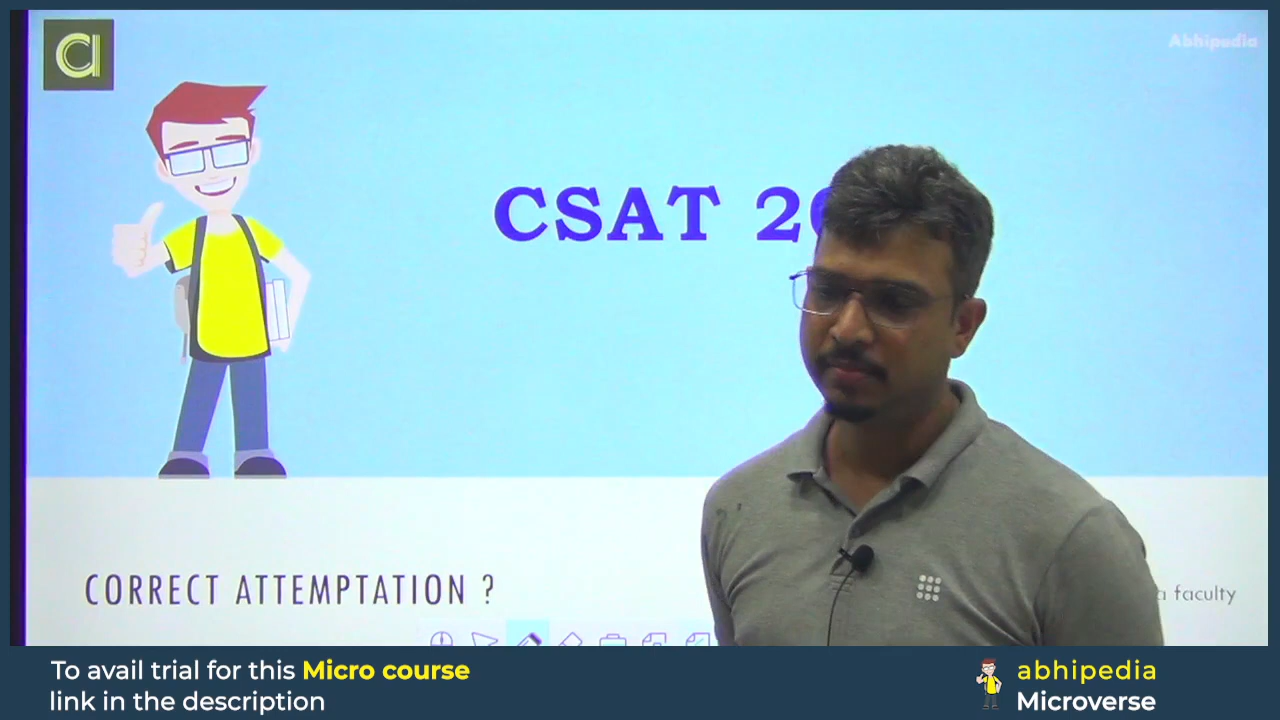 Abhipedia
CSAT 20
CORRECT ATTEMPTATION ?
faculty
To avail trial for this Micro course
link in the description
abhipedia
Microverse